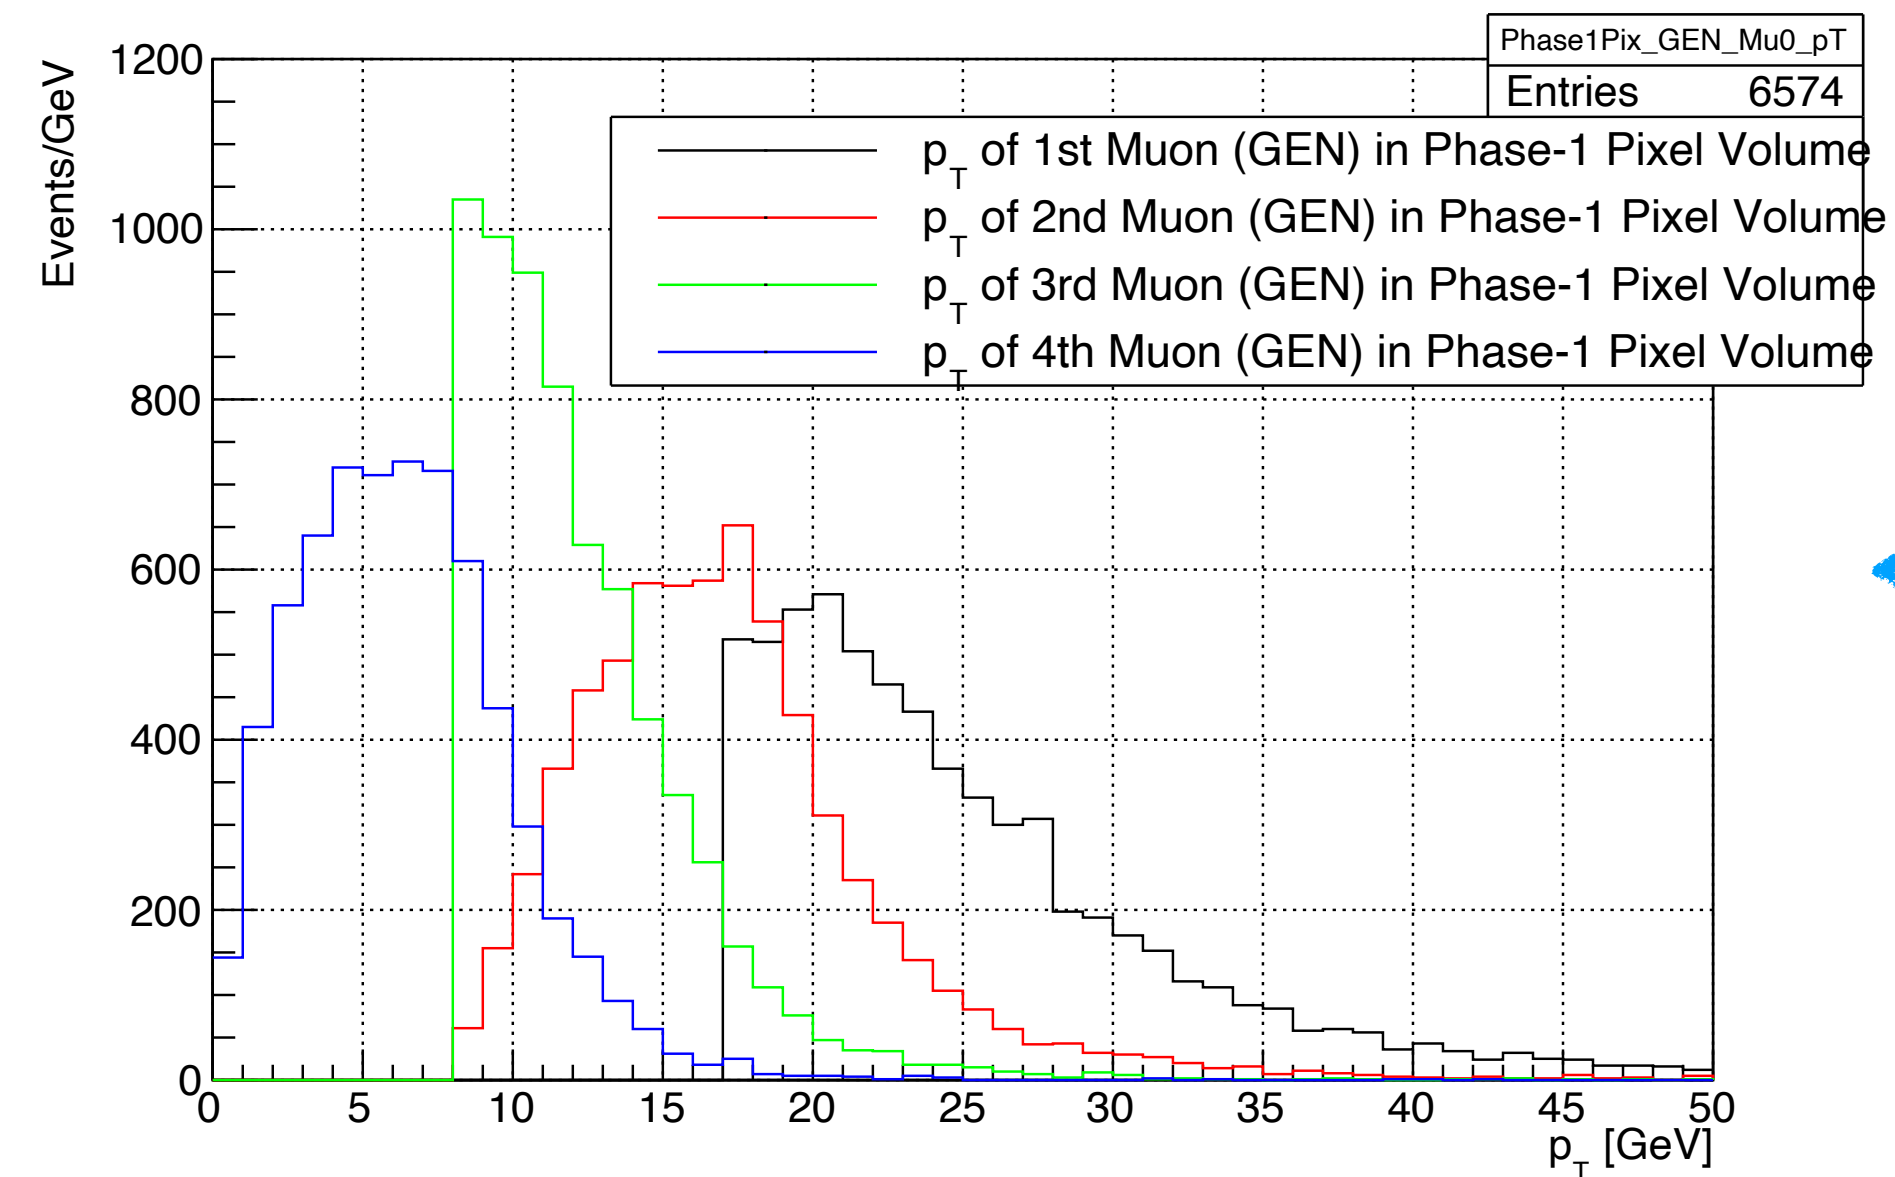 Phase1Pix_GEN_Mu0_pT
Entries 6574
p_T of 1st Muon (GEN) in Phase-1 Pixel Volume
p_T of 2nd Muon (GEN) in Phase-1 Pixel Volume
p_T of 3rd Muon (GEN) in Phase-1 Pixel Volume
p_T of 4th Muon (GEN) in Phase-1 Pixel Volume
Events/GeV
1200
1000
800
600
400
200
0
0 5 10 15 20 25 30 35 40 45 50
p_T [GeV]